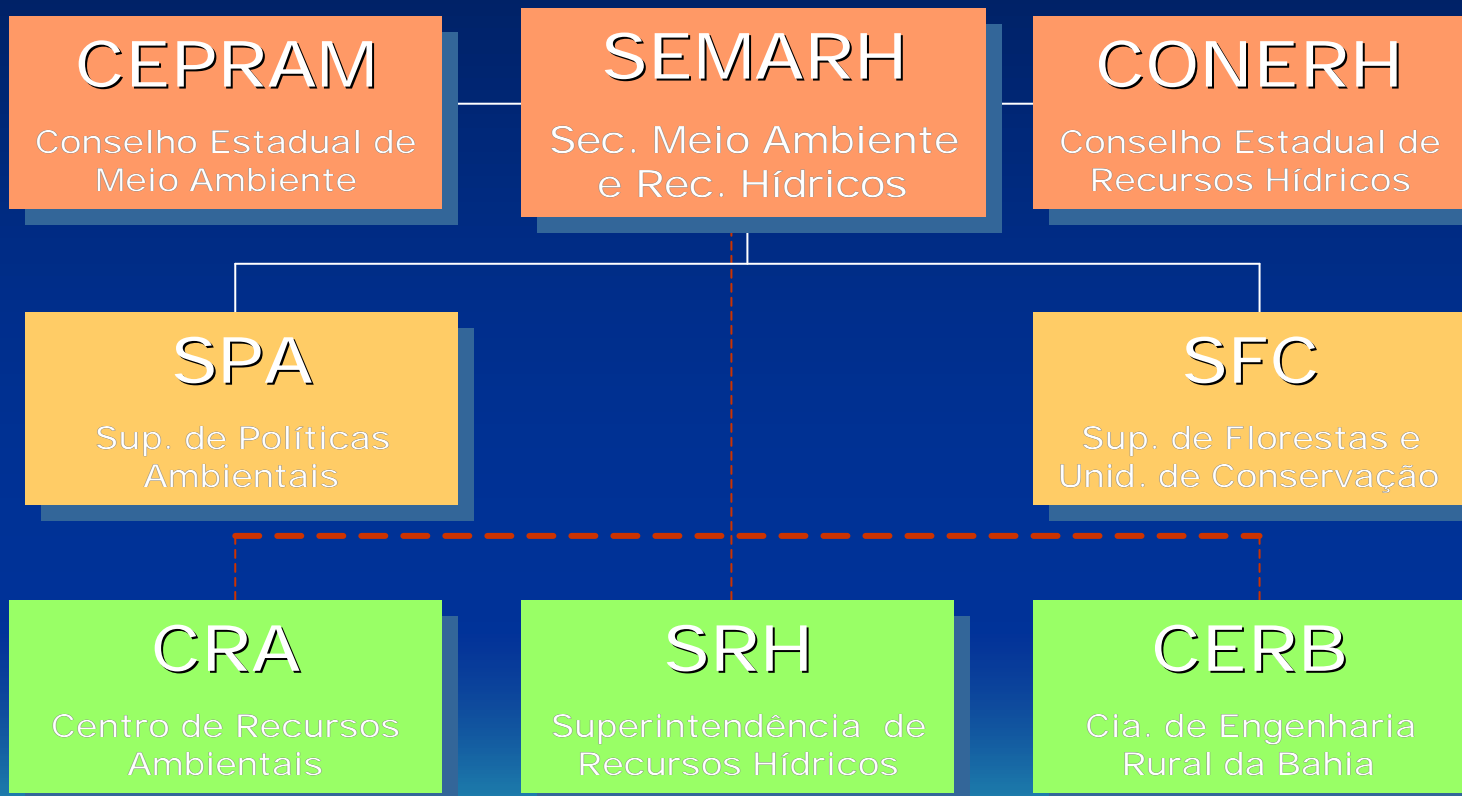 CEPRAM
Conselho Estadual de
Meio Ambiente
SEMARH
Sec. Meio Ambiente
e Rec. Hídricos
CONERH
Conselho Estadual de
Recursos Hídricos
SPA
Sup. de Políticas
Ambientais
SFC
Sup. de Florestas e
Unid. de Conservação
CRA
Centro de Recursos
Ambientais
SRH
Superintendência de
Recursos Hídricos
CERB
Cia. de Engenharia
Rural da Bahia